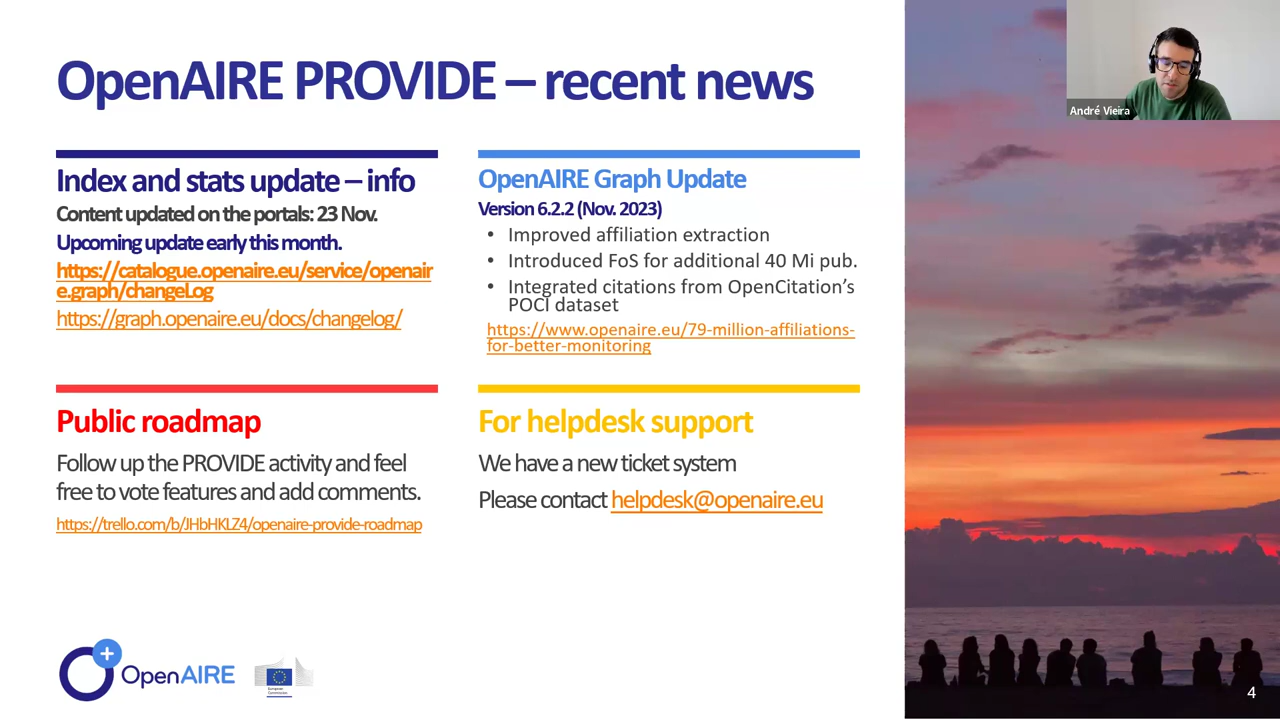 OpenAIRE PROVIDE – recent news
André Vieira
Index and stats update – info
Content updated on the portals: 23 Nov.
Upcoming update early this month.
https://catalogue.openaire.eu/service/openair
e.graph/changeLog
https://graph.openaire.eu/docs/changelog/
OpenAIRE Graph Update
Version 6.2.2 (Nov. 2023)
• Improved affiliation extraction
• Introduced FoS for additional 40 Mi pub.
• Integrated citations from OpenCitation’s
POCI dataset
https://www.openaire.eu/79-million-affiliations-
for-better-monitoring
Public roadmap
Follow up the PROVIDE activity and feel
free to vote features and add comments.
https://trello.com/b/JHbHKLZ4/openaire-provide-roadmap
For helpdesk support
We have a new ticket system
Please contact helpdesk@openaire.eu
OpenAIRE
European
Commission
4